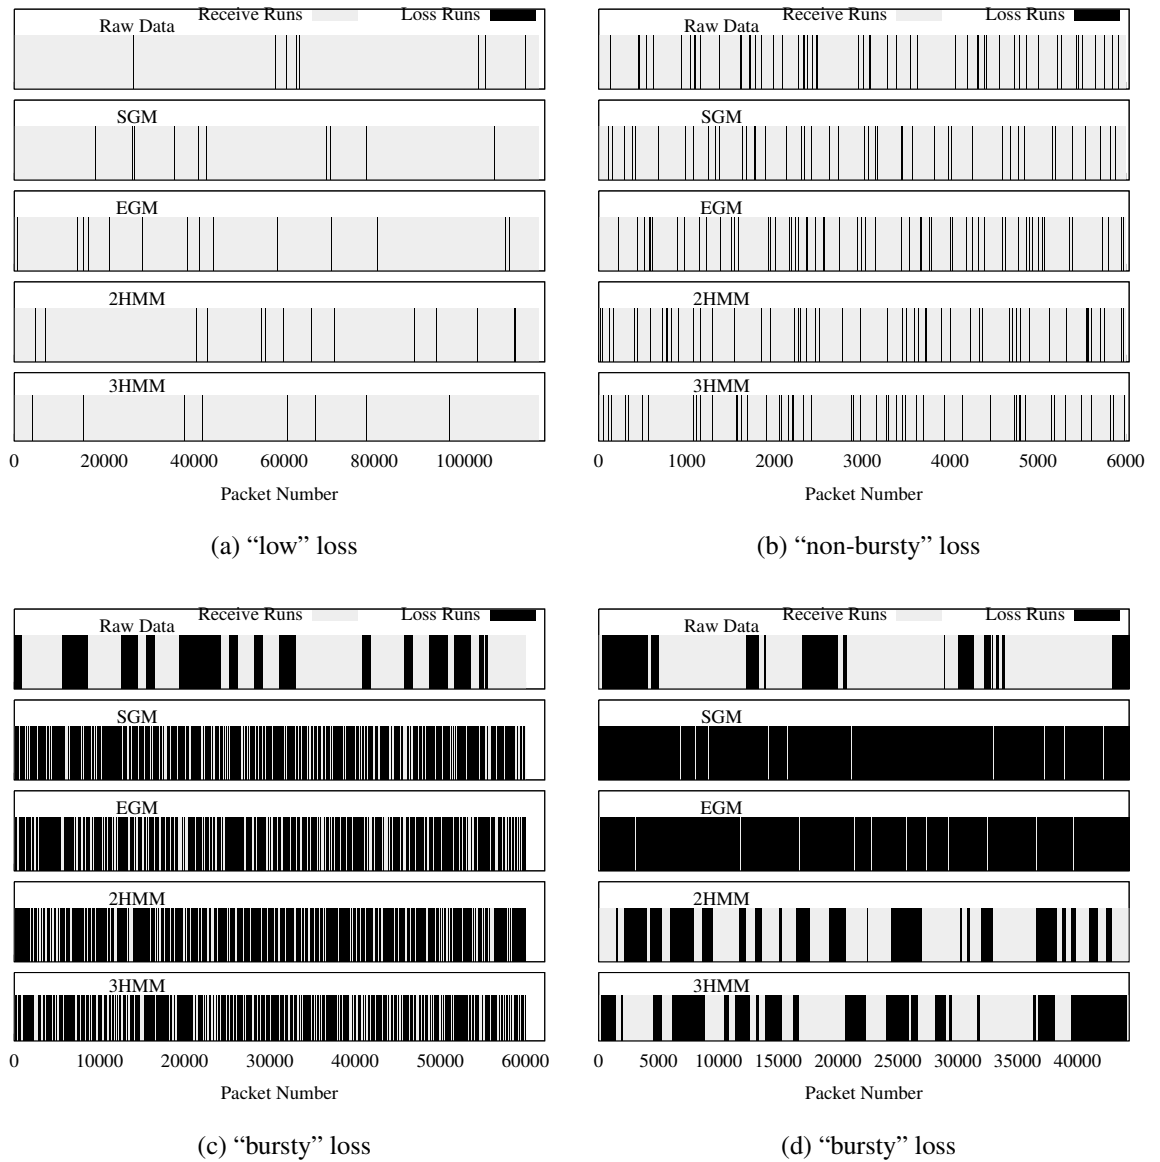 Receive Runs Loss Runs
Raw Data
SGM
EGM
2HMM
3HMM
0 20000 40000 60000 80000 100000
Packet Number
(a) “low” loss
Receive Runs Loss Runs
Raw Data
SGM
EGM
2HMM
3HMM
0 1000 2000 3000 4000 5000 6000
Packet Number
(b) “non-bursty” loss
Receive Runs Loss Runs
Raw Data
SGM
EGM
2HMM
3HMM
0 10000 20000 30000 40000 50000 60000
Packet Number
(c) “bursty” loss
Receive Runs Loss Runs
Raw Data
SGM
EGM
2HMM
3HMM
0 5000 10000 15000 20000 25000 30000 35000 40000
Packet Number
(d) “bursty” loss